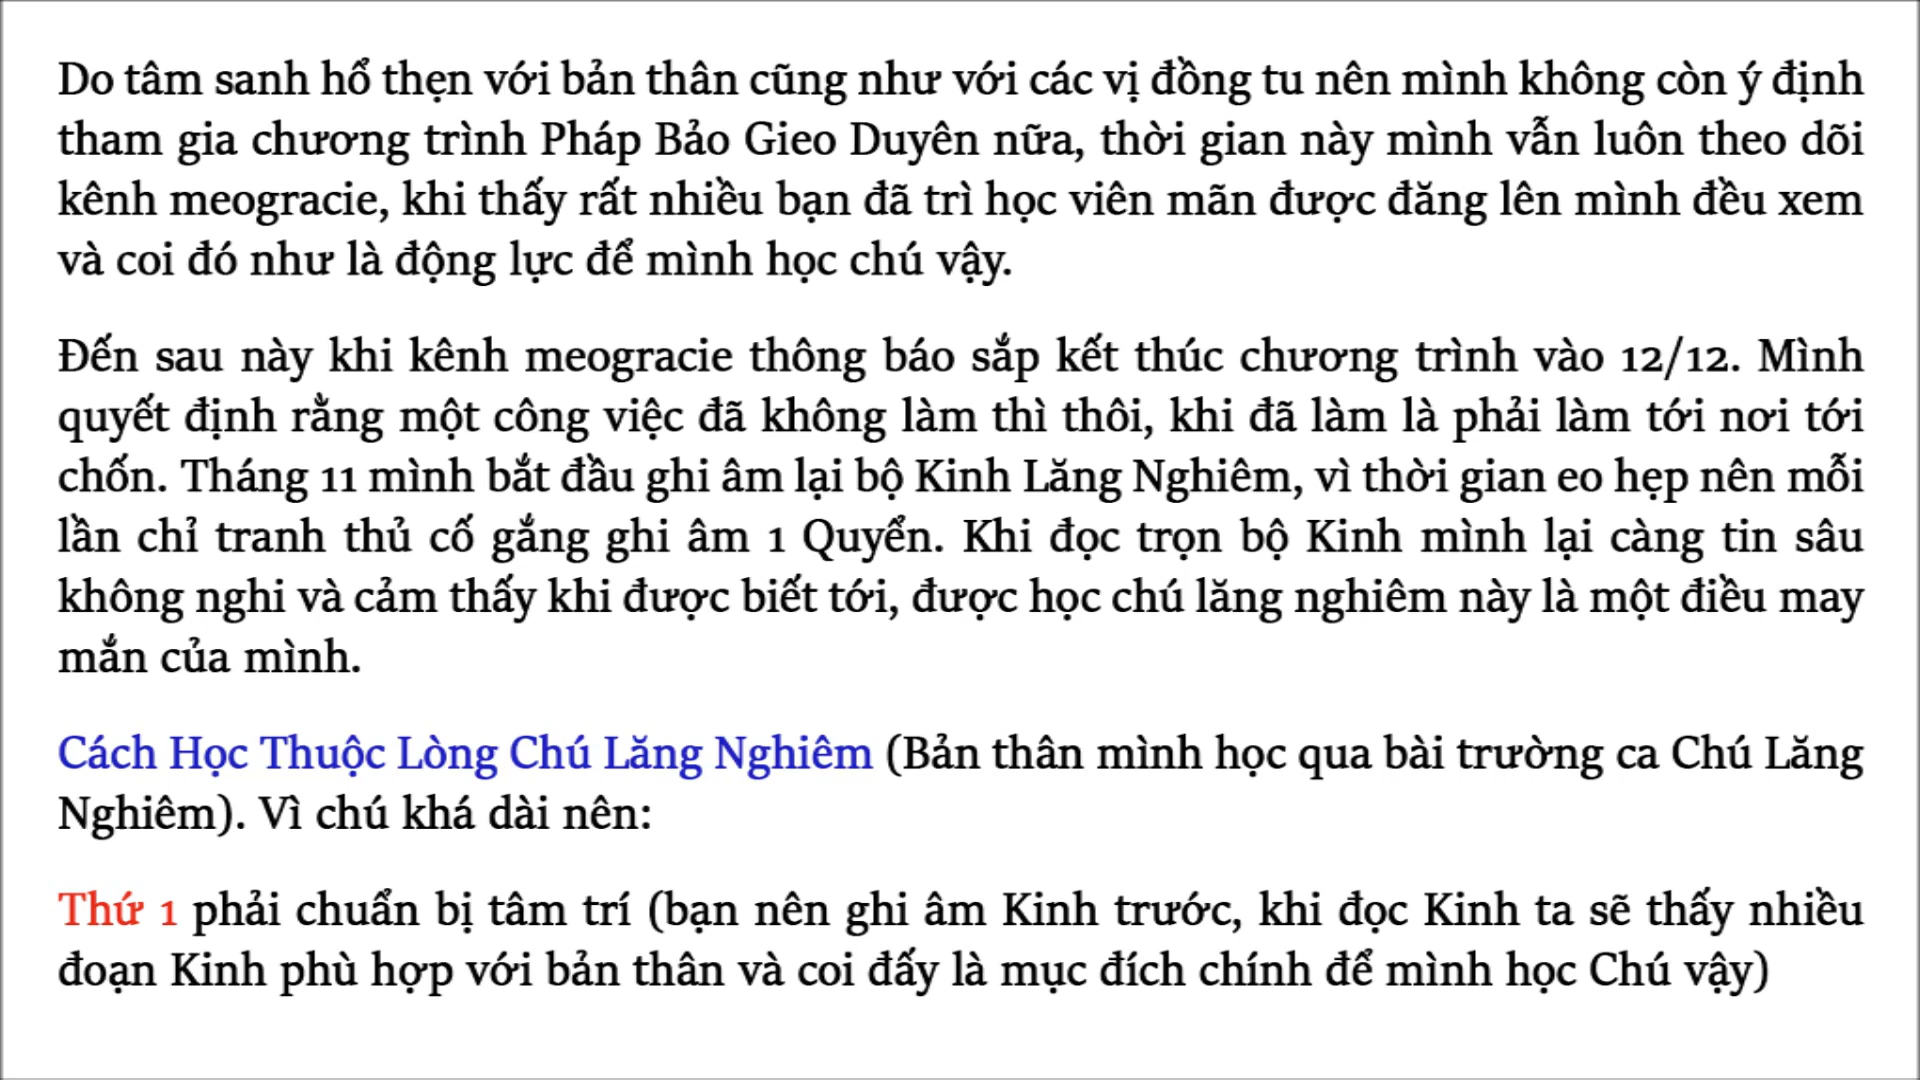 Do tâm sanh hổ thẹn với bản thân cũng như với các vị đồng tu nên mình không còn ý định
tham gia chương trình Pháp Bảo Gieo Duyên nữa, thời gian này mình vẫn luôn theo dõi
kênh meogracie, khi thấy rất nhiều bạn đã trì học viên mãn được đăng lên mình đều xem
và coi đó như là động lực để mình học chú vậy.
Đến sau này khi kênh meogracie thông báo sắp kết thúc chương trình vào 12/12. Mình
quyết định rằng một công việc đã không làm thì thôi, khi đã làm là phải làm tới nơi tới
chốn. Tháng 11 mình bắt đầu ghi âm lại bộ Kinh Lăng Nghiêm, vì thời gian eo hẹp nên mỗi
lần chỉ tranh thủ cố gắng ghi âm 1 Quyển. Khi đọc trọn bộ Kinh mình lại càng tin sâu
không nghi và cảm thấy khi được biết tới, được học chú lăng nghiêm này là một điều may
mắn của mình.
Cách Học Thuộc Lòng Chú Lăng Nghiêm (Bản thân mình học qua bài trường ca Chú Lăng
Nghiêm). Vì chú khá dài nên:
Thứ 1 phải chuẩn bị tâm trí (bạn nên ghi âm Kinh trước, khi đọc Kinh ta sẽ thấy nhiều
đoạn Kinh phù hợp với bản thân và coi đấy là mục đích chính để mình học Chú vậy)